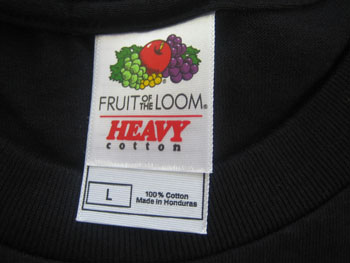 FRUIT OF THE LOOM®
HEAVY
cotton
L
100% Cotton
Made in Honduras